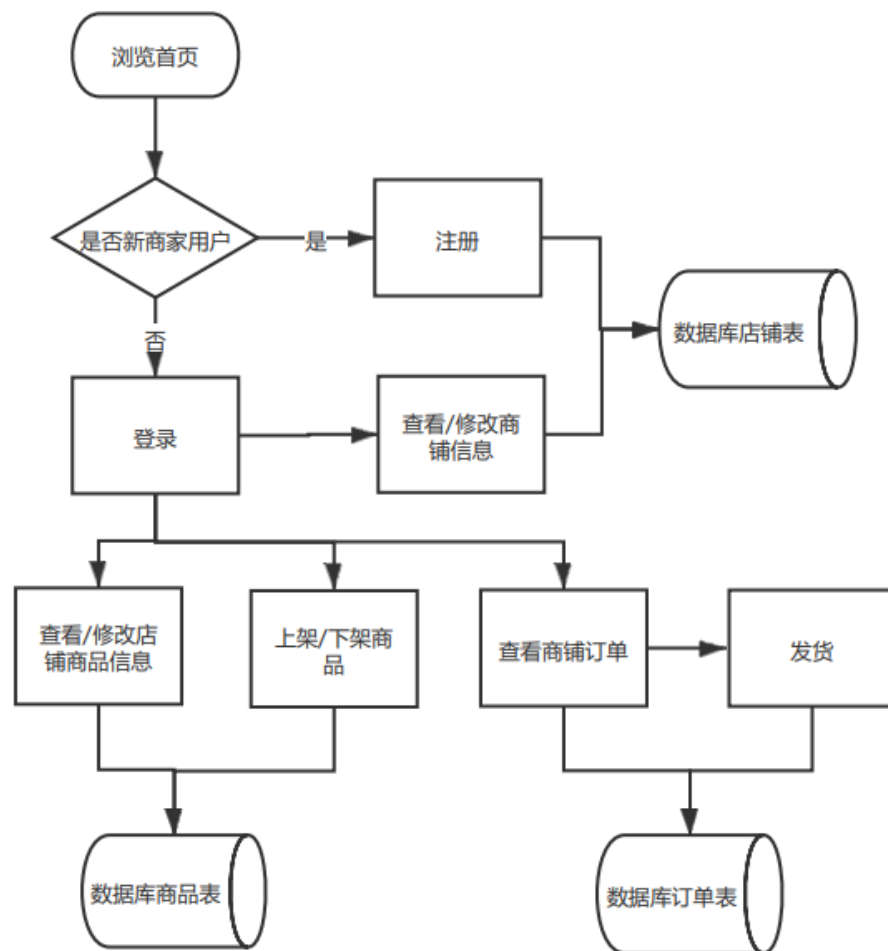 浏览首页
是否新商家用户
是
注册
数据库店铺表
否
登录
查看/修改商
铺信息
查看/修改店
铺商品信息
上架/下架商
品
查看商铺订单
发货
数据库商品表
数据库订单表